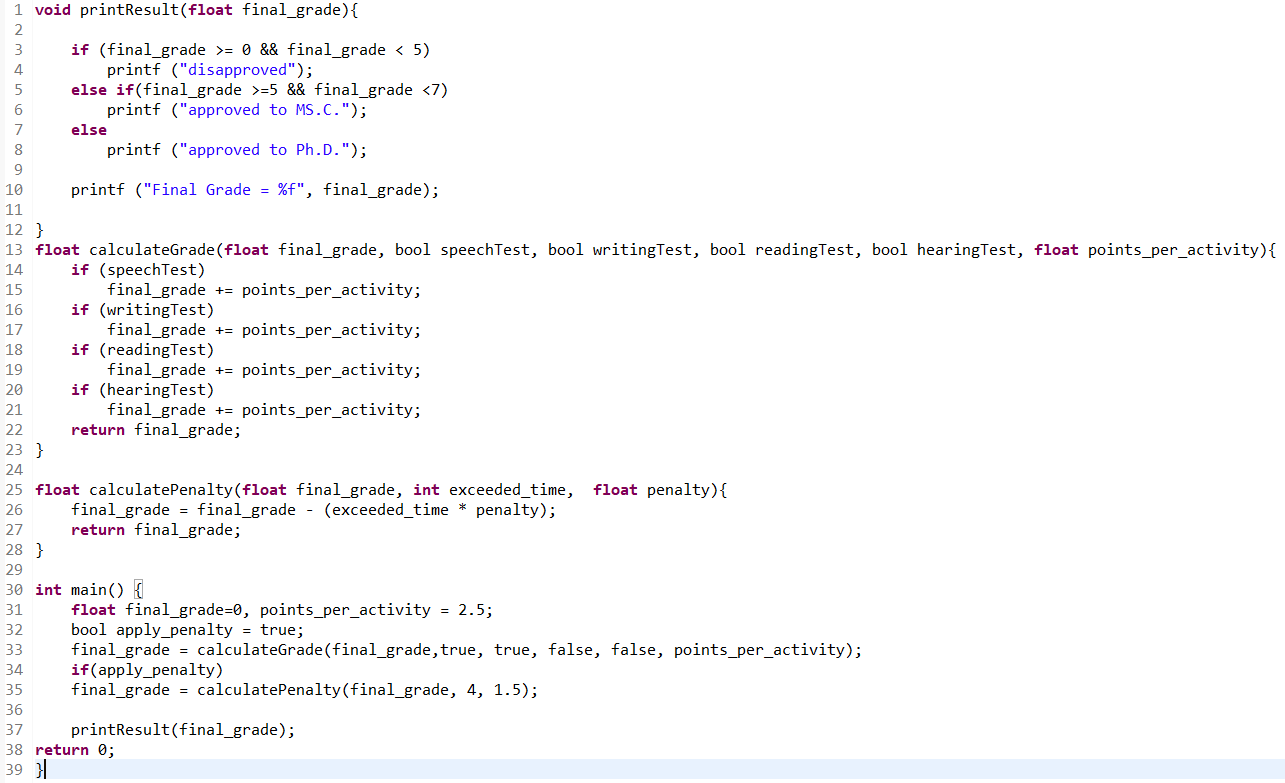 1 void printResult(float final_grade){
2
3     if (final_grade >= 0 && final_grade < 5)
4         printf ("disapproved");
5     else if(final_grade >=5 && final_grade <7)
6         printf ("approved to MS.C.");
7     else
8         printf ("approved to Ph.D.");
9
10     printf ("Final Grade = %f", final_grade);
11
12 }
13 float calculateGrade(float final_grade, bool speechTest, bool writingTest, bool readingTest, bool hearingTest, float points_per_activity){
14     if (speechTest)
15         final_grade += points_per_activity;
16     if (writingTest)
17         final_grade += points_per_activity;
18     if (readingTest)
19         final_grade += points_per_activity;
20     if (hearingTest)
21         final_grade += points_per_activity;
22     return final_grade;
23 }
24
25 float calculatePenalty(float final_grade, int exceeded_time,  float penalty){
26     final_grade = final_grade - (exceeded_time * penalty);
27     return final_grade;
28 }
29
30 int main() {
31     float final_grade=0, points_per_activity = 2.5;
32     bool apply_penalty = true;
33     final_grade = calculateGrade(final_grade,true, true, false, false, points_per_activity);
34     if(apply_penalty)
35     final_grade = calculatePenalty(final_grade, 4, 1.5);
36
37     printResult(final_grade);
38 return 0;
39 }